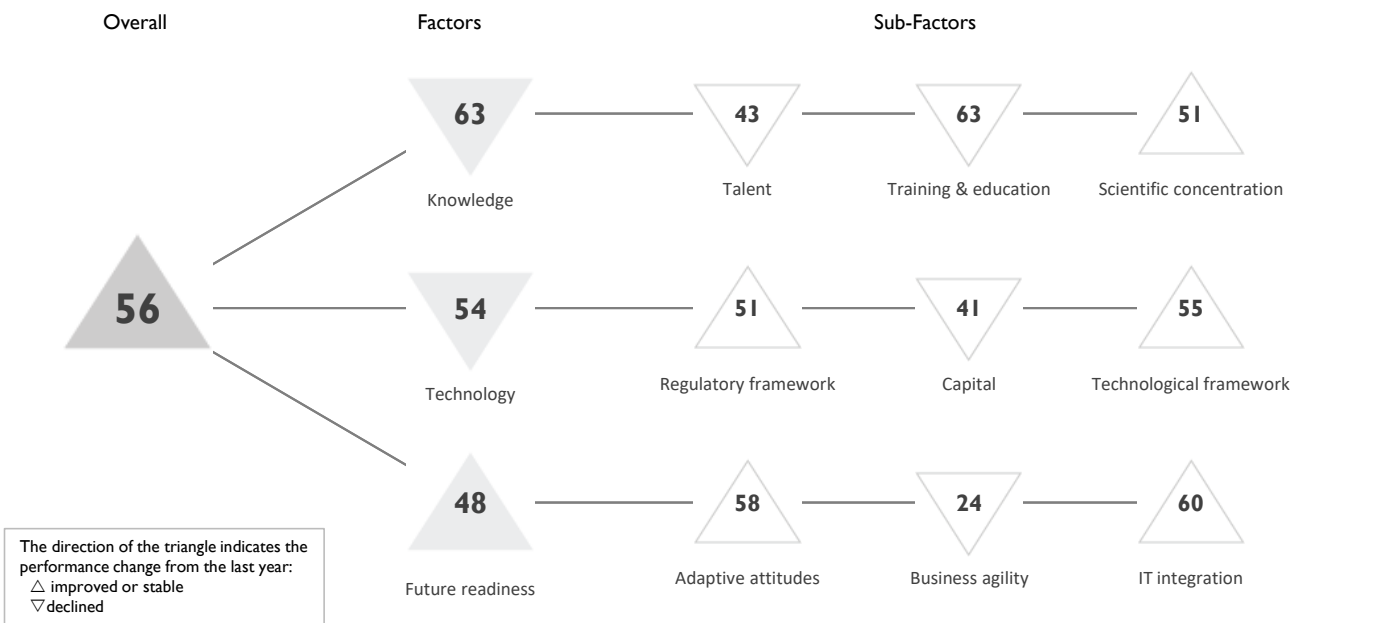 Overall Factors Sub-Factors
63 43 63 51
Knowledge Talent Training & education Scientific concentration
56 54 51 41 55
Technology Regulatory framework Capital Technological framework
48 58 24 60
Future readiness Adaptive attitudes Business agility IT integration
The direction of the triangle indicates the
performance change from the last year:
△ improved or stable
▽ declined